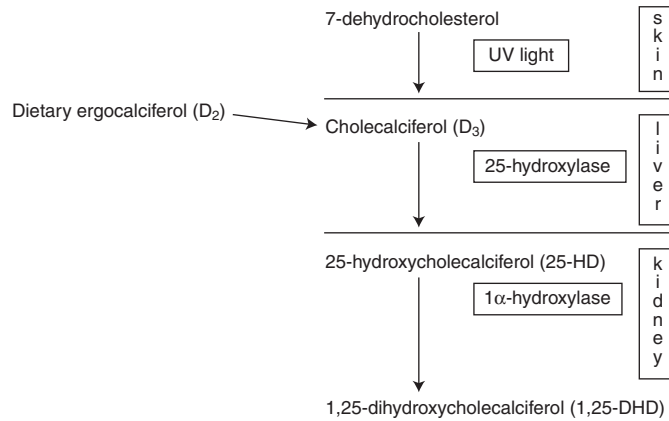 7-dehydrocholesterol
UV light
skin
Dietary ergocalciferol (D₂)
Cholecalciferol (D₃)
25-hydroxylase
liver
25-hydroxycholecalciferol (25-HD)
1α-hydroxylase
kidney
1,25-dihydroxycholecalciferol (1,25-DHD)